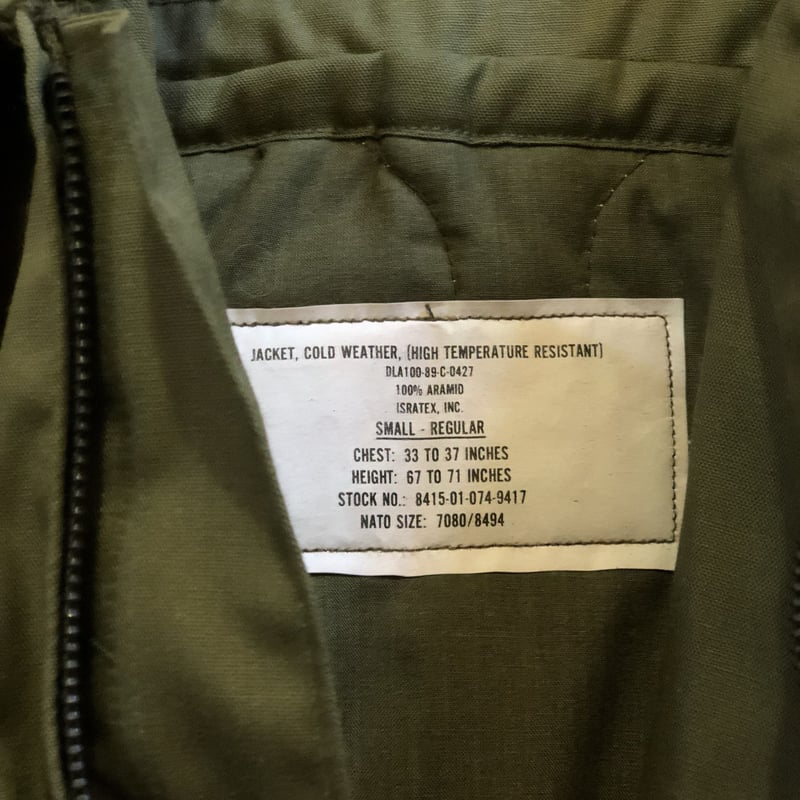 JACKET, COLD WEATHER, (HIGH TEMPERATURE RESISTANT)
DLA100-89-C-0427
100% ARAMID
ISRATEX, INC.
SMALL - REGULAR
CHEST: 33 TO 37 INCHES
HEIGHT: 67 TO 71 INCHES
STOCK NO.: 8415-01-074-9417
NATO SIZE: 7080/8494